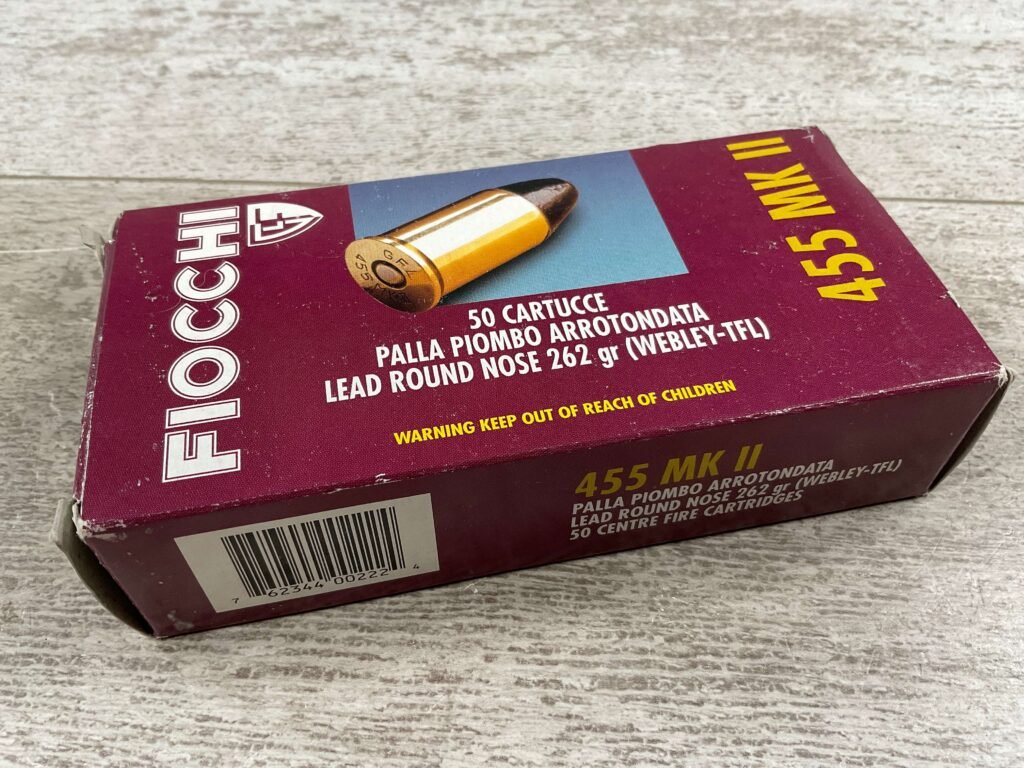 FIOCCHI
GFL
455 MK II
50 CARTUCCE
PALLA PIOMBO ARROTONDATA
LEAD ROUND NOSE 262 gr (WEBLEY-TFL)
WARNING KEEP OUT OF REACH OF CHILDREN
455 MK II
PALLA PIOMBO ARROTONDATA
LEAD ROUND NOSE 262 gr (WEBLEY-TFL)
50 CENTRE FIRE CARTRIDGES
7 62344 00222 4